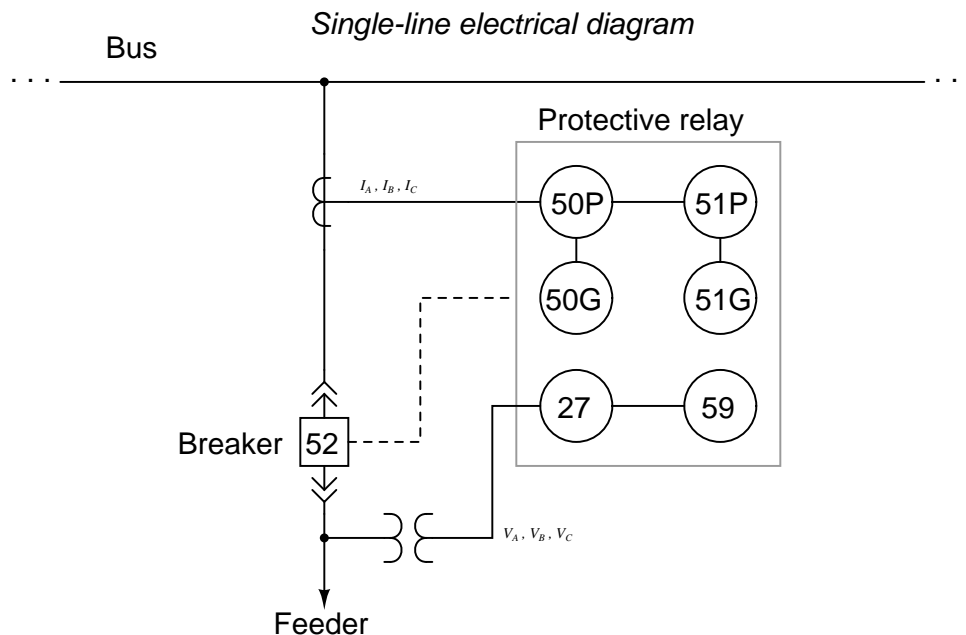 Single-line electrical diagram
Bus
. . .
. .
Protective relay
I_A , I_B , I_C
50P
51P
50G
51G
27
59
Breaker
52
V_A , V_B , V_C
Feeder